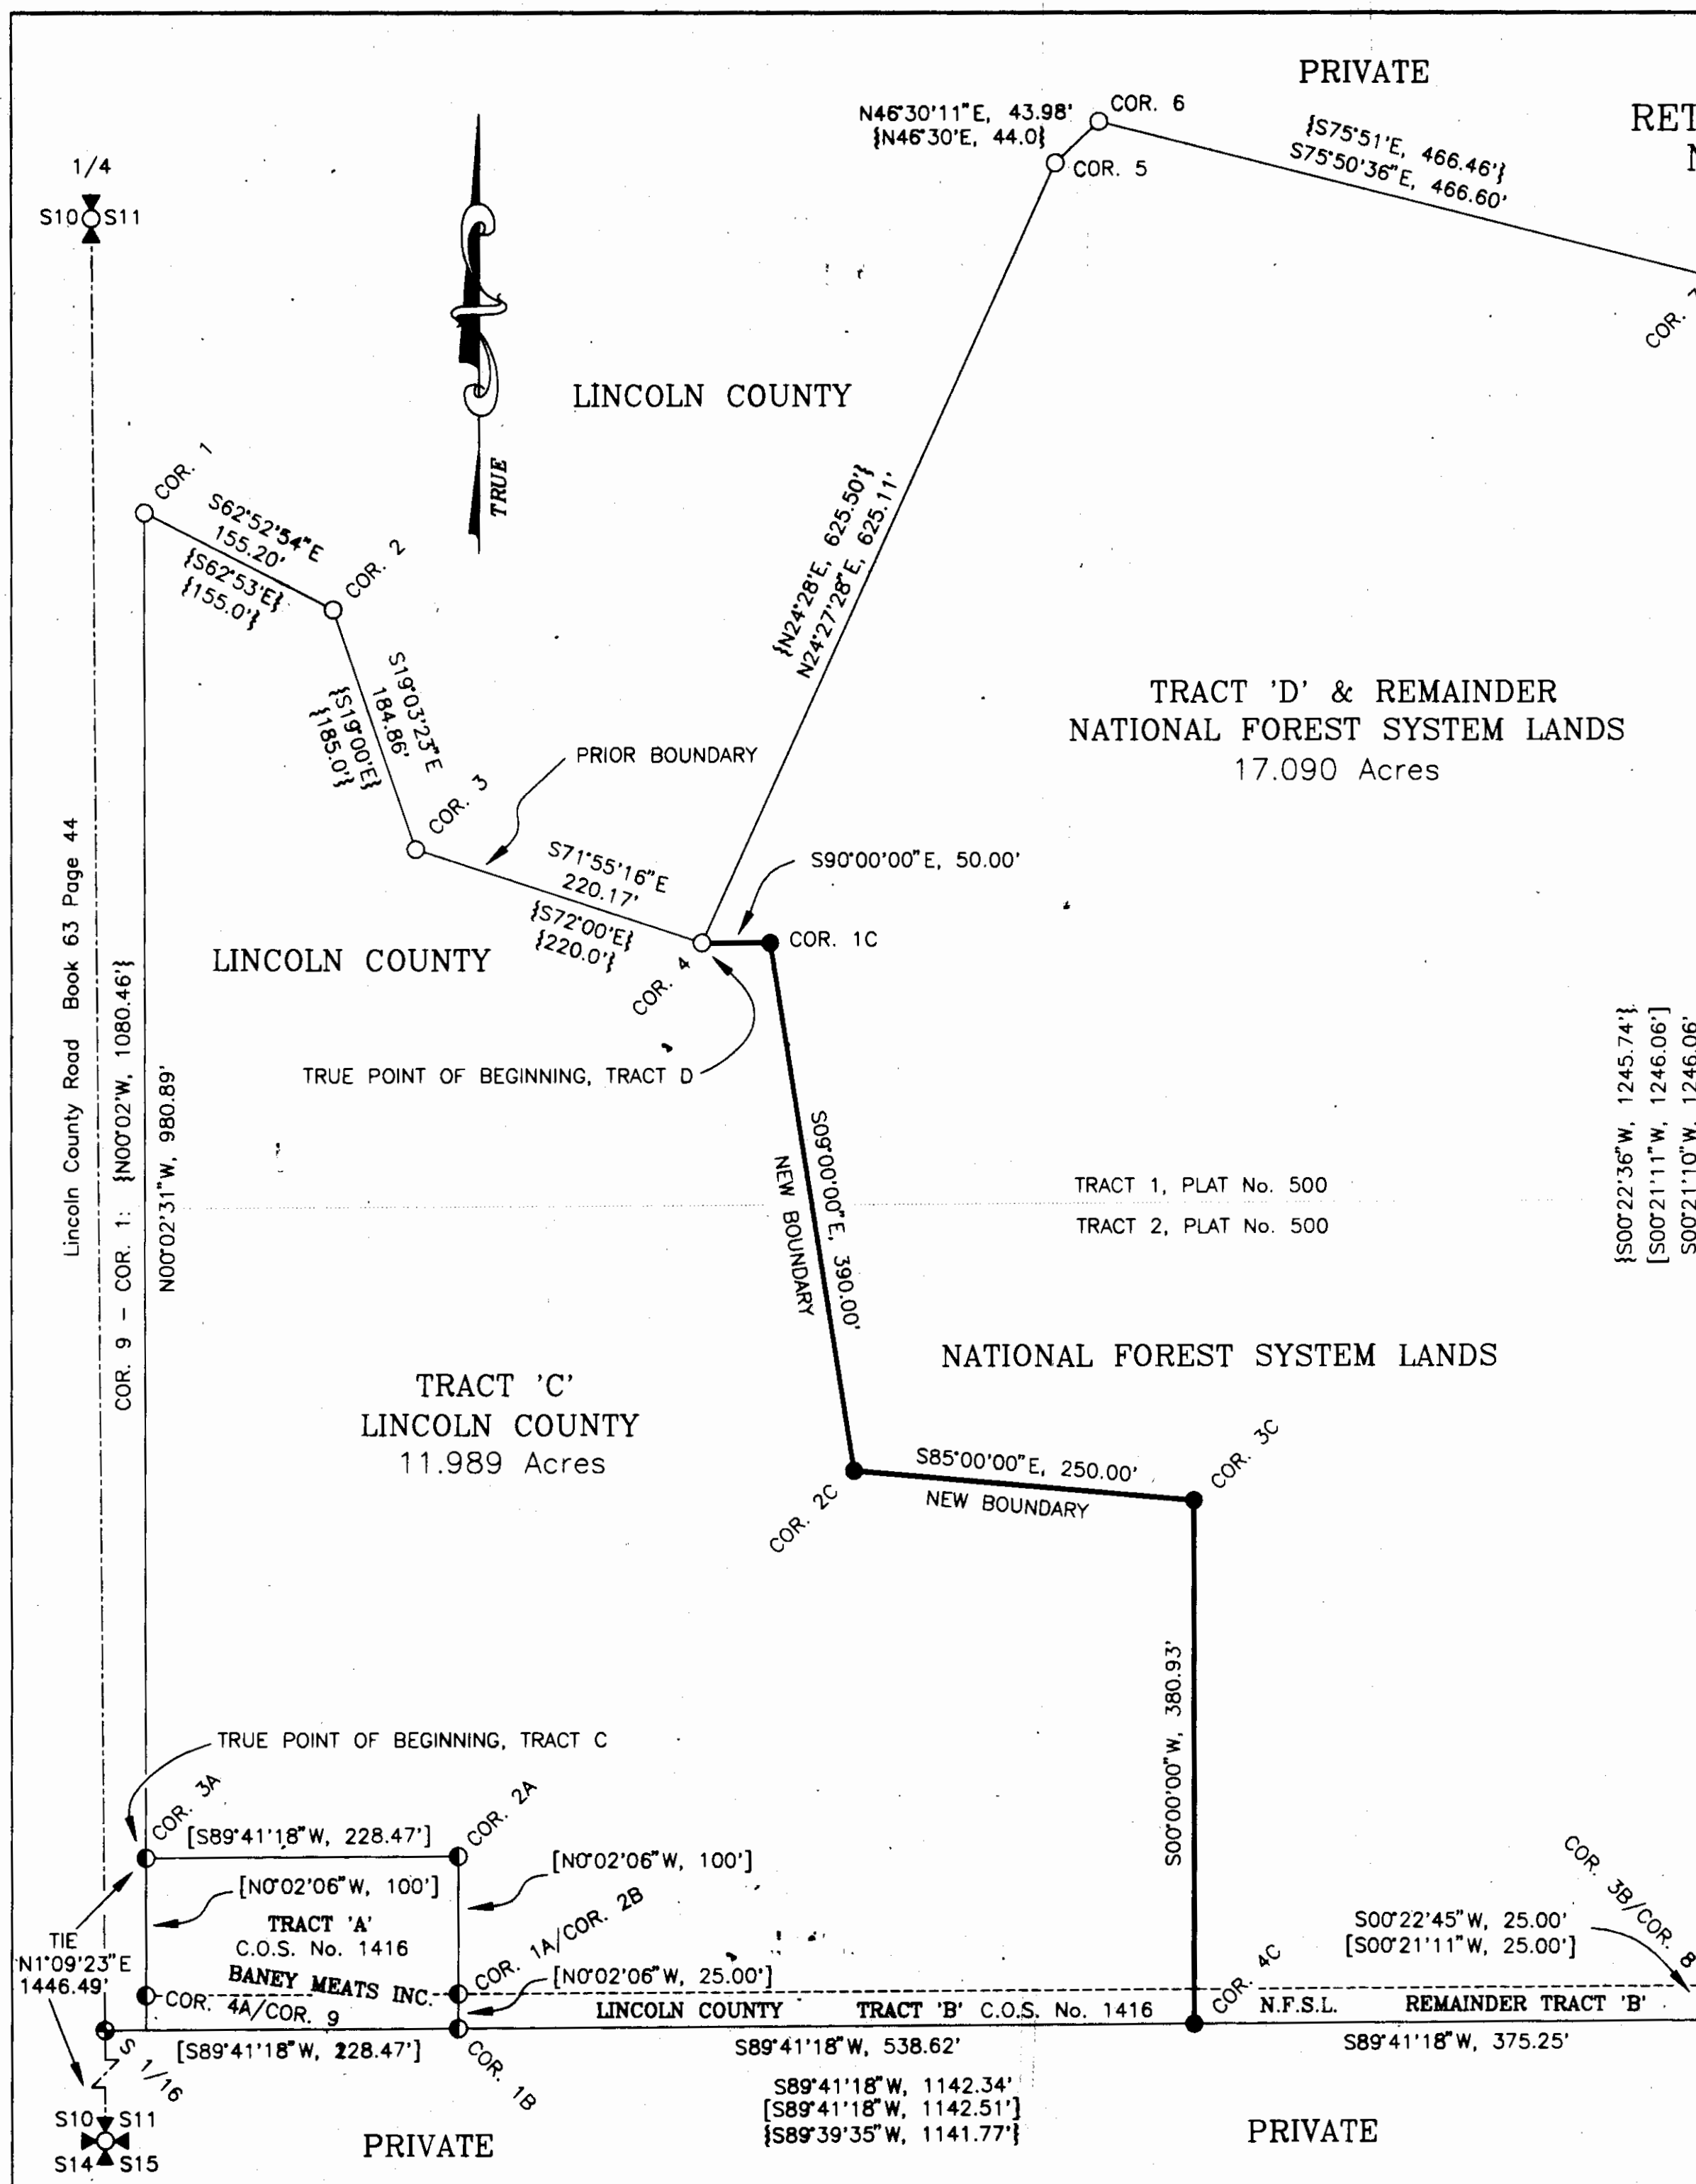 PRIVATE
N46°30'11"E, 43.98'
{N46°30'E, 44.0}
COR. 6
COR. 5
{S75°51'E, 466.46'}
S75°50'36"E, 466.60'
RET
1/4
S10 S11
TRUE
LINCOLN COUNTY
COR. 1
S62°52'54"E
155.20'
{S62°53'E}
{155.0'}
COR. 2
{N24°28'E, 625.50'}
N24°27'28"E, 625.11'
S19°03'23"E
184.86'
{S19°00'E}
{185.0'}
TRACT 'D' & REMAINDER
NATIONAL FOREST SYSTEM LANDS
17.090 Acres
PRIOR BOUNDARY
COR. 3
S71°55'16"E
220.17'
{S72°00'E}
{220.0'}
S90°00'00"E, 50.00'
COR. 1C
COR. 4
LINCOLN COUNTY
TRUE POINT OF BEGINNING, TRACT D
Lincoln County Road Book 63 Page 44
COR. 9 - COR. 1: {N00°02'W, 1080.46'}
N00°02'31"W, 980.89'
S09°00'00"E, 390.00'
NEW BOUNDARY
TRACT 1, PLAT No. 500
TRACT 2, PLAT No. 500
{S00°22'36"W, 1245.74'}
[S00°21'11"W, 1246.06']
S00°21'10"W, 1246.06'
NATIONAL FOREST SYSTEM LANDS
TRACT 'C'
LINCOLN COUNTY
11.989 Acres
S85°00'00"E, 250.00'
NEW BOUNDARY
COR. 2C
COR. 3C
S00°00'00"W, 380.93'
TRUE POINT OF BEGINNING, TRACT C
COR. 3A
COR. 2A
[S89°41'18"W, 228.47']
[N0°02'06"W, 100']
[N0°02'06"W, 100']
TRACT 'A'
C.O.S. No. 1416
BANEY MEATS INC.
TIE
N1°09'23"E
1446.49'
COR. 1A/COR. 2B
[N0°02'06"W, 25.00']
COR. 4A/COR. 9
LINCOLN COUNTY TRACT 'B' C.O.S. No. 1416
COR. 4C
S00°22'45"W, 25.00'
[S00°21'11"W, 25.00']
COR. 3B/COR. 8
N.F.S.L. REMAINDER TRACT 'B'
[S89°41'18"W, 228.47']
S89°41'18"W, 538.62'
S89°41'18"W, 375.25'
S 1/16
COR. 1B
S89°41'18"W, 1142.34'
[S89°41'18"W, 1142.51']
{S89°39'35"W, 1141.77'}
S10 S11
S14 S15
PRIVATE
PRIVATE